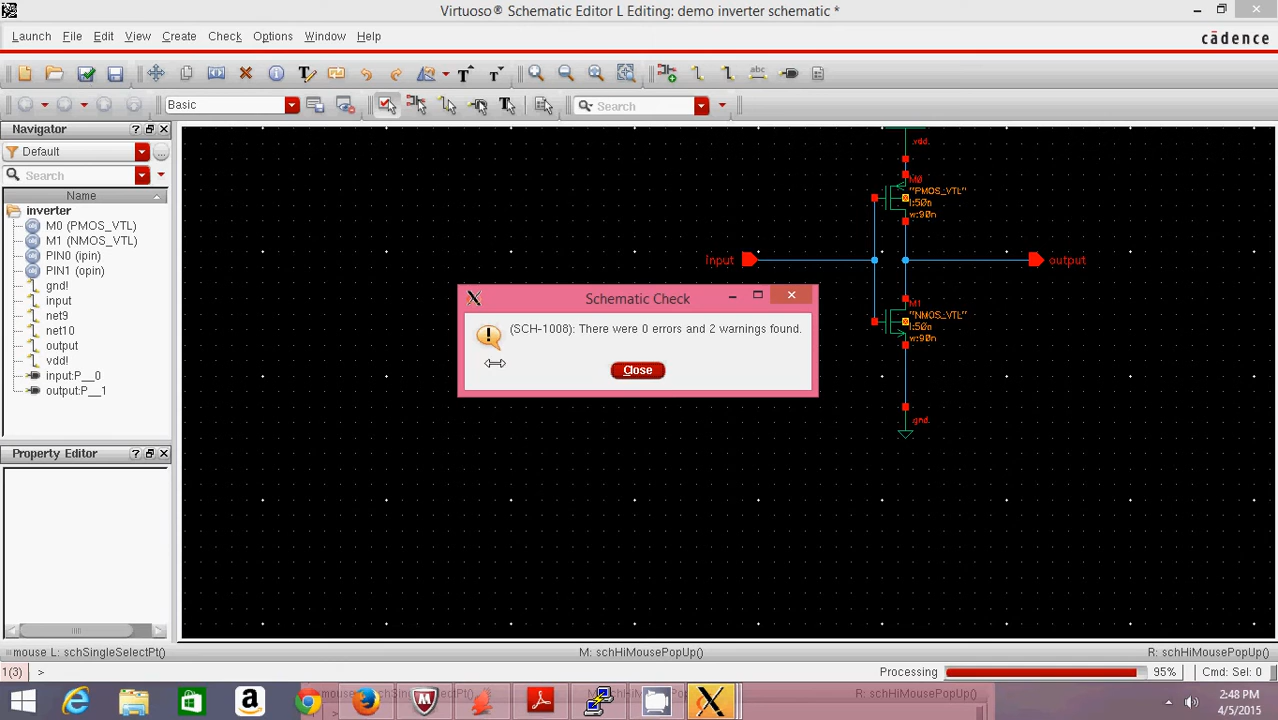 Virtuoso® Schematic Editor L Editing: demo inverter schematic *
Launch File Edit View Create Check Options Window Help
cādence
Basic
Search
Navigator
Default
Search
Name
inverter
M0 (PMOS_VTL)
M1 (NMOS_VTL)
PIN0 (ipin)
PIN1 (opin)
gnd!
input
net9
net10
output
vdd!
input:P__0
output:P__1
Property Editor
vdd
M0
"PMOS_VTL"
l:50n
w:90n
input
output
M1
"NMOS_VTL"
l:50n
w:90n
gnd
Schematic Check
(SCH-1008): There were 0 errors and 2 warnings found.
Close
mouse L: schSingleSelectPt() M: schHiMousePopUp() R: schHiMousePopUp()
1(3) >
Processing 95% Cmd: Sel: 0
R: schHiMousePopUp()
2:48 PM
4/5/2015